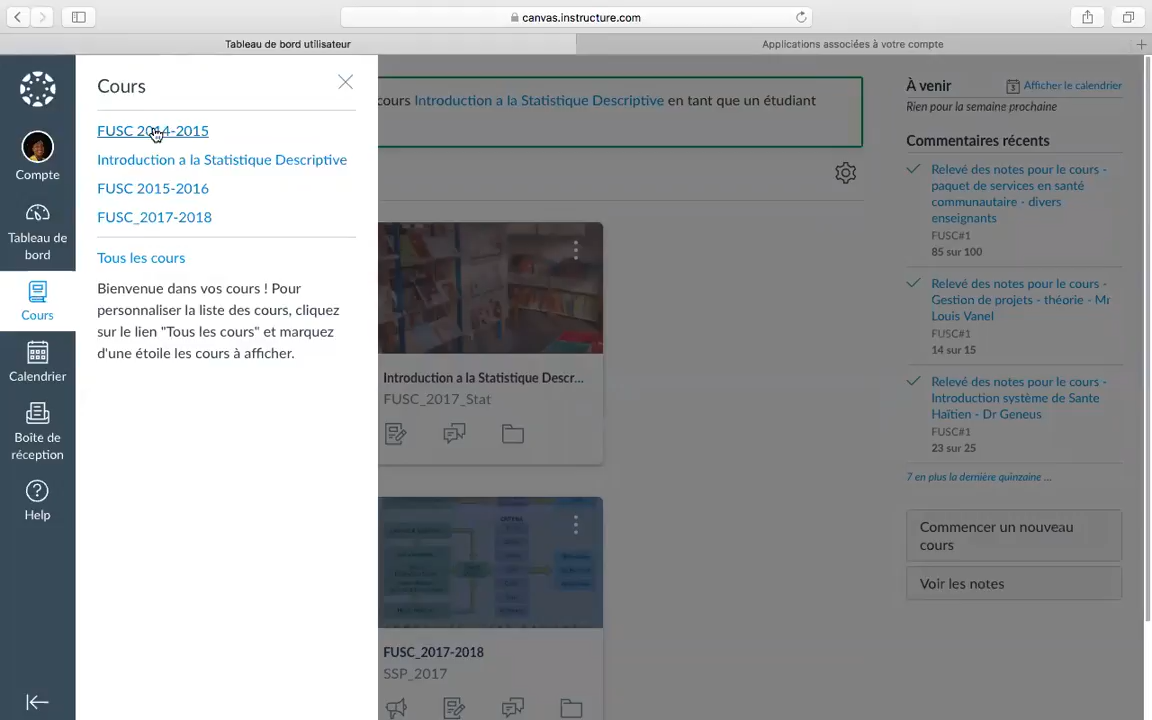 canvas.instructure.com
Tableau de bord utilisateur
Applications associées à votre compte
Compte
Tableau de
bord
Cours
Calendrier
Boîte de
réception
Help
Cours
FUSC 2014-2015
Introduction a la Statistique Descriptive
FUSC 2015-2016
FUSC_2017-2018
Tous les cours
Bienvenue dans vos cours ! Pour
personnaliser la liste des cours, cliquez
sur le lien "Tous les cours" et marquez
d'une étoile les cours à afficher.
cours Introduction a la Statistique Descriptive en tant que un étudiant
Introduction a la Statistique Descr...
FUSC_2017_Stat
FUSC_2017-2018
SSP_2017
À venir
Afficher le calendrier
Rien pour la semaine prochaine
Commentaires récents
Relevé des notes pour le cours -
paquet de services en santé
communautaire - divers
enseignants
FUSC#1
85 sur 100
Relevé des notes pour le cours -
Gestion de projets - théorie - Mr
Louis Vanel
FUSC#1
14 sur 15
Relevé des notes pour le cours -
Introduction système de Sante
Haïtien - Dr Geneus
FUSC#1
23 sur 25
7 en plus la dernière quinzaine ...
Commencer un nouveau
cours
Voir les notes